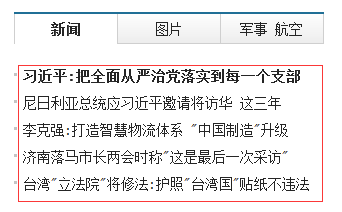 新闻 图片 军事 航空
习近平:把全面从严治党落实到每一个支部
尼日利亚总统应习近平邀请将访华 这三年
李克强:打造智慧物流体系 "中国制造"升级
济南落马市长两会时称"这是最后一次采访"
台湾"立法院"将修法:护照"台湾国"贴纸不违法